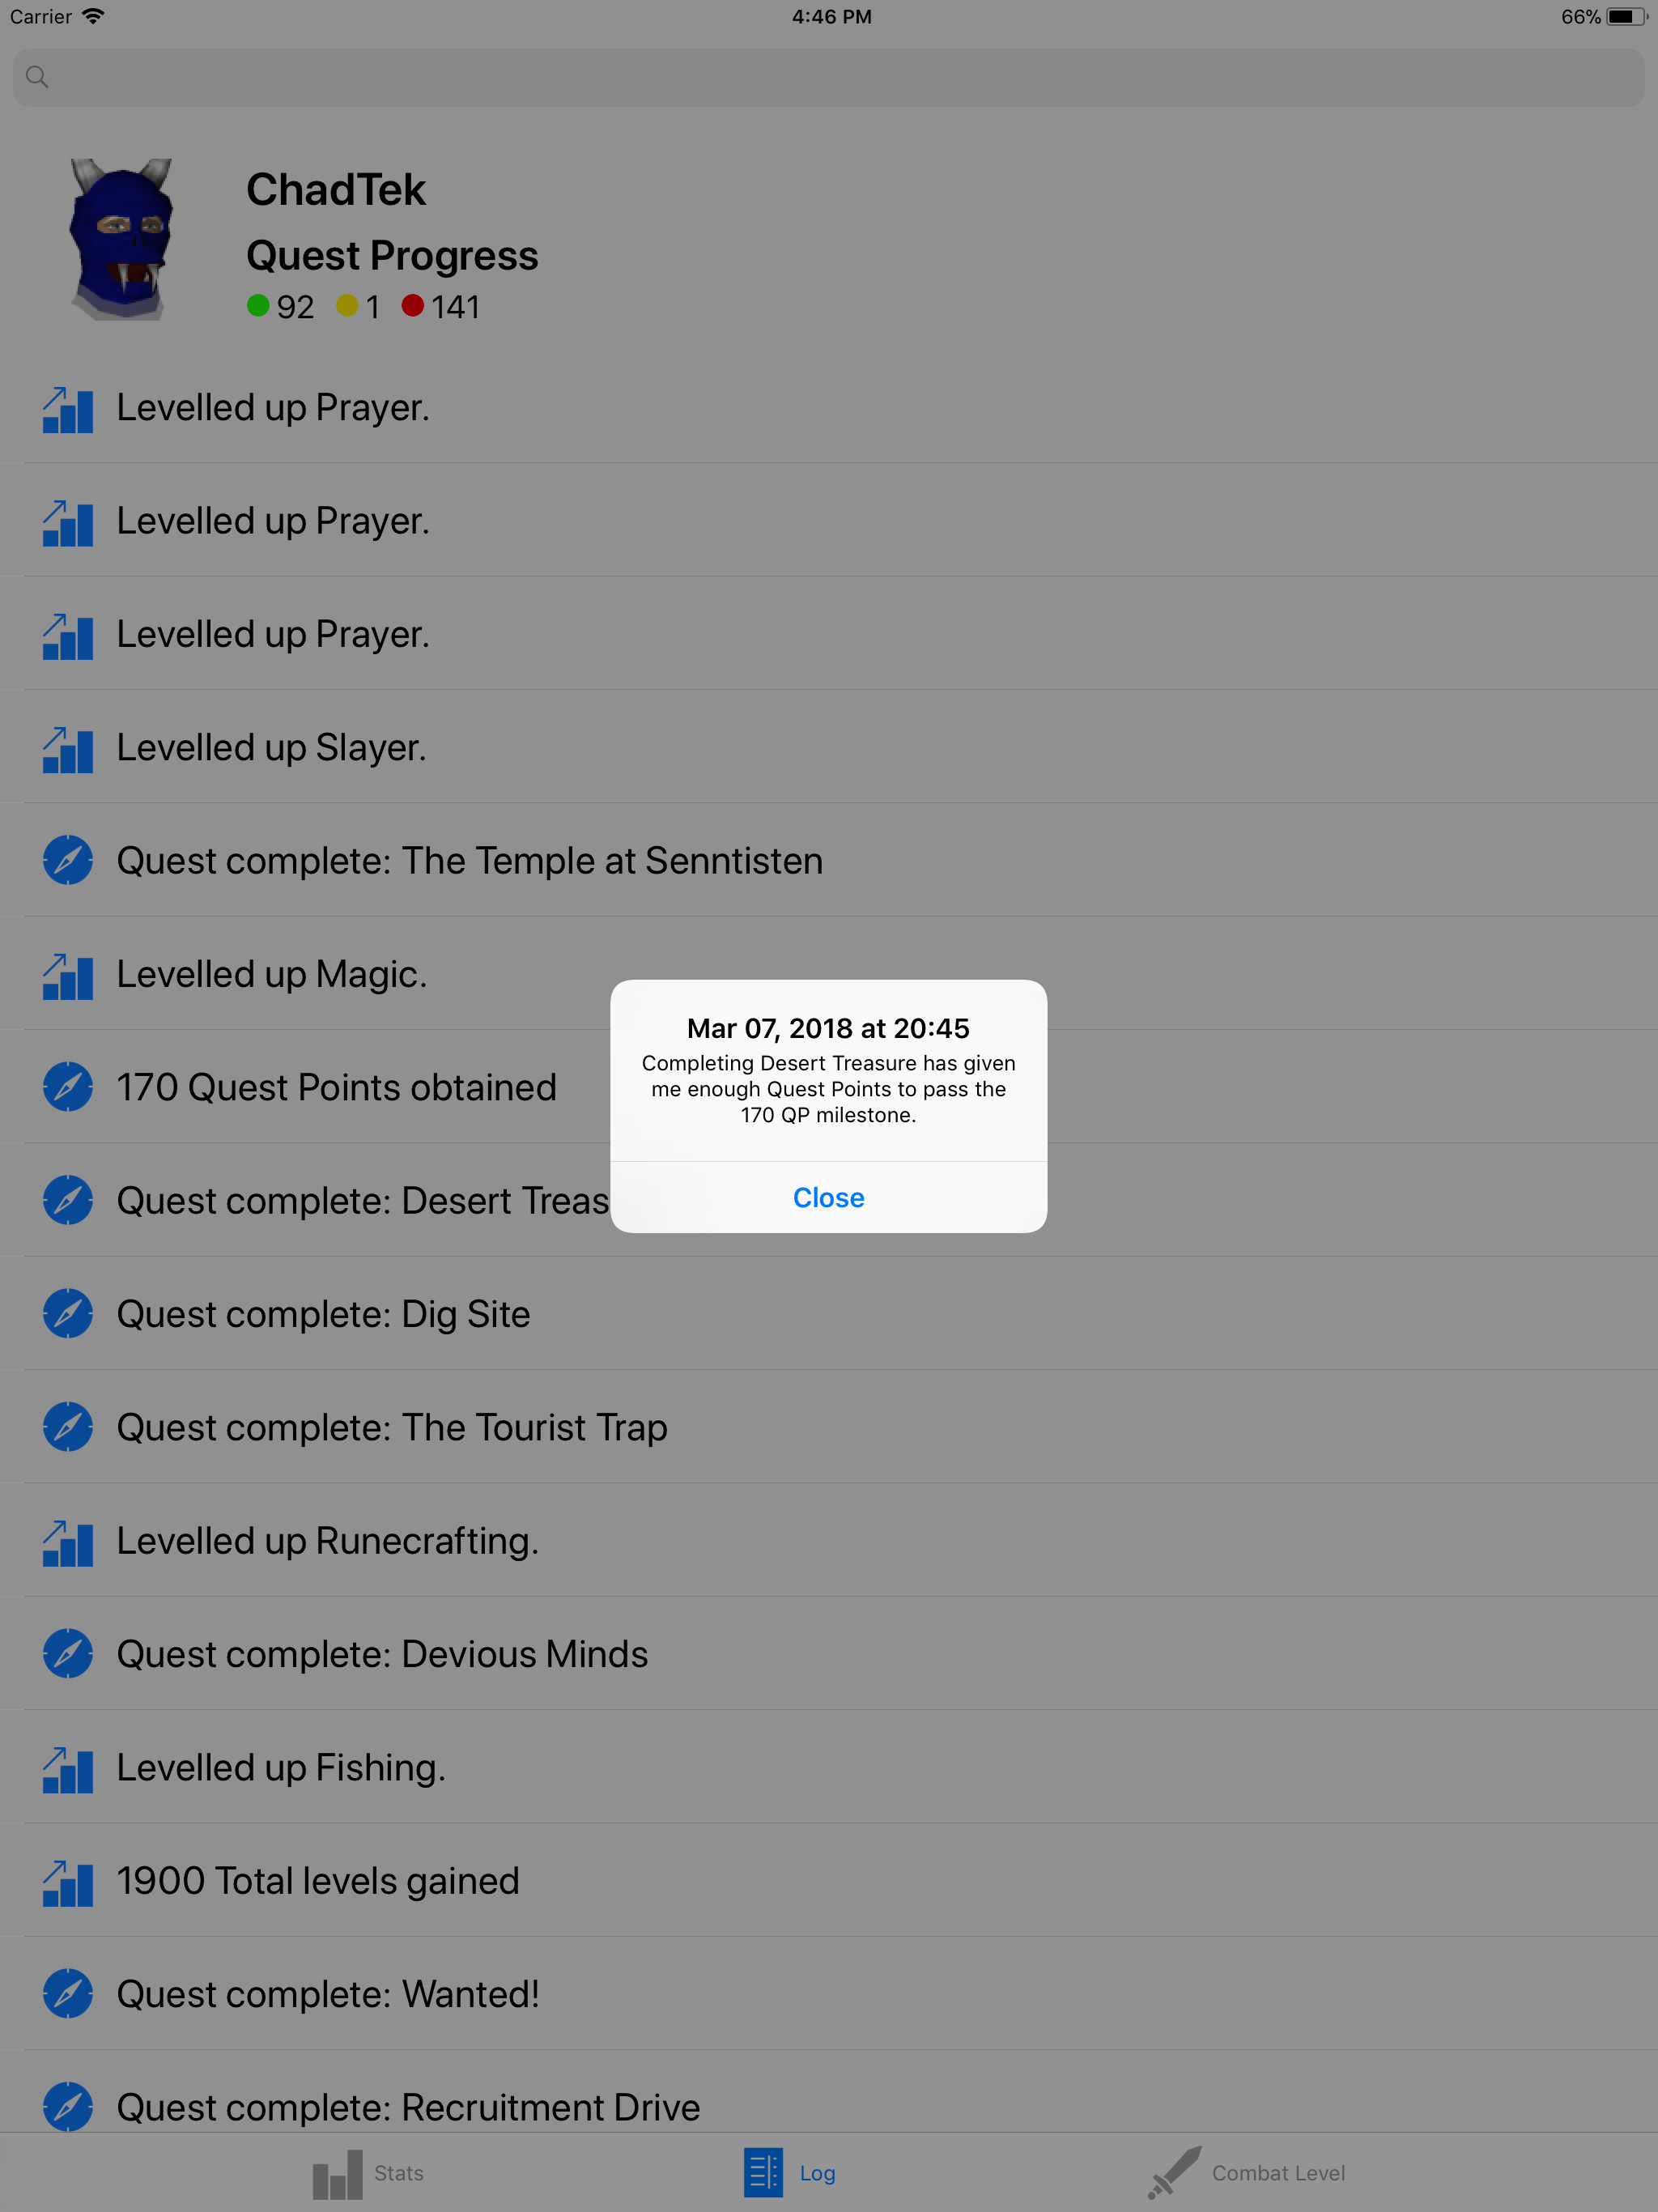 Carrier
4:46 PM
66%
ChadTek
Quest Progress
92 1 141
Levelled up Prayer.
Levelled up Prayer.
Levelled up Prayer.
Levelled up Slayer.
Quest complete: The Temple at Senntisten
Levelled up Magic.
170 Quest Points obtained
Quest complete: Desert Treas
Quest complete: Dig Site
Quest complete: The Tourist Trap
Levelled up Runecrafting.
Quest complete: Devious Minds
Levelled up Fishing.
1900 Total levels gained
Quest complete: Wanted!
Quest complete: Recruitment Drive
Mar 07, 2018 at 20:45
Completing Desert Treasure has given
me enough Quest Points to pass the
170 QP milestone.
Close
Stats
Log
Combat Level